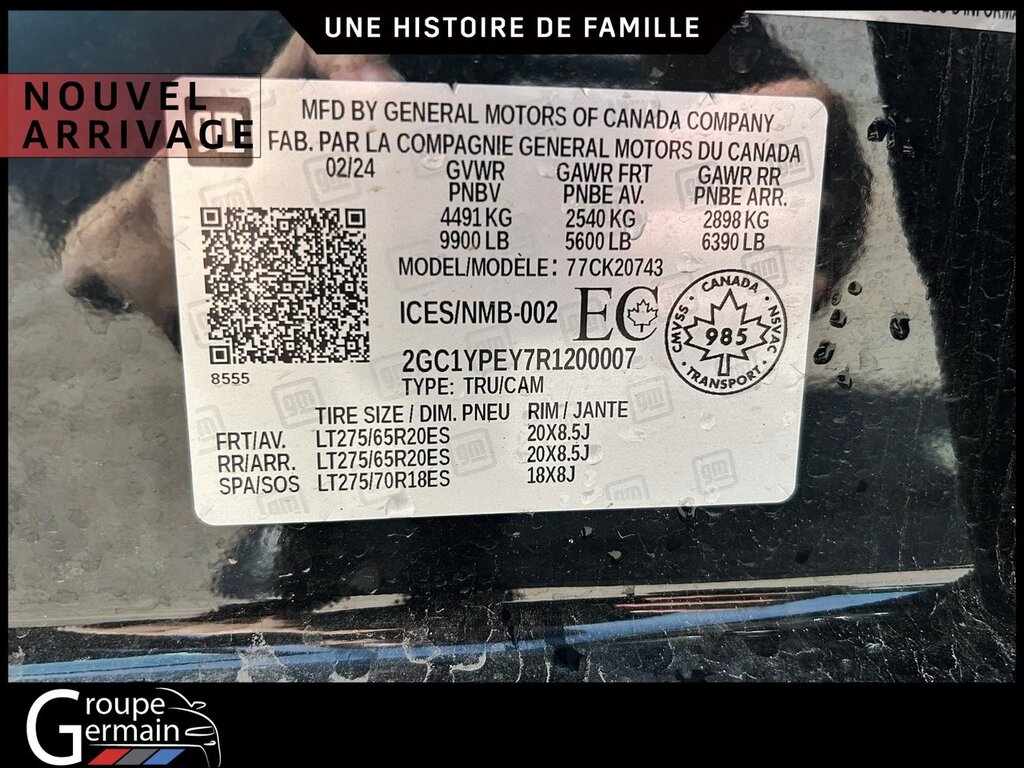 UNE HISTOIRE DE FAMILLE
NOUVEL
ARRIVAGE
GM
MFD BY GENERAL MOTORS OF CANADA COMPANY
FAB. PAR LA COMPAGNIE GENERAL MOTORS DU CANADA
02/24 GVWR GAWR FRT GAWR RR
PNBV PNBE AV. PNBE ARR.
4491 KG 2540 KG 2898 KG
9900 LB 5600 LB 6390 LB
MODEL/MODÈLE: 77CK20743
ICES/NMB-002 EC
CANADA
CMVSS 985 NSVAC
TRANSPORT
2GC1YPEY7R1200007
8555
TYPE: TRU/CAM
TIRE SIZE / DIM. PNEU RIM / JANTE
FRT/AV. LT275/65R20ES 20X8.5J
RR/ARR. LT275/65R20ES 20X8.5J
SPA/SOS LT275/70R18ES 18X8J
Groupe
Germain